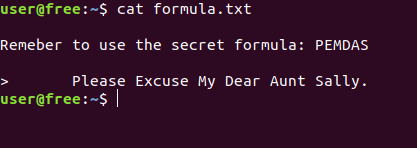 user@free:~$ cat formula.txt
Remeber to use the secret formula: PEMDAS
>       Please Excuse My Dear Aunt Sally.
user@free:~$